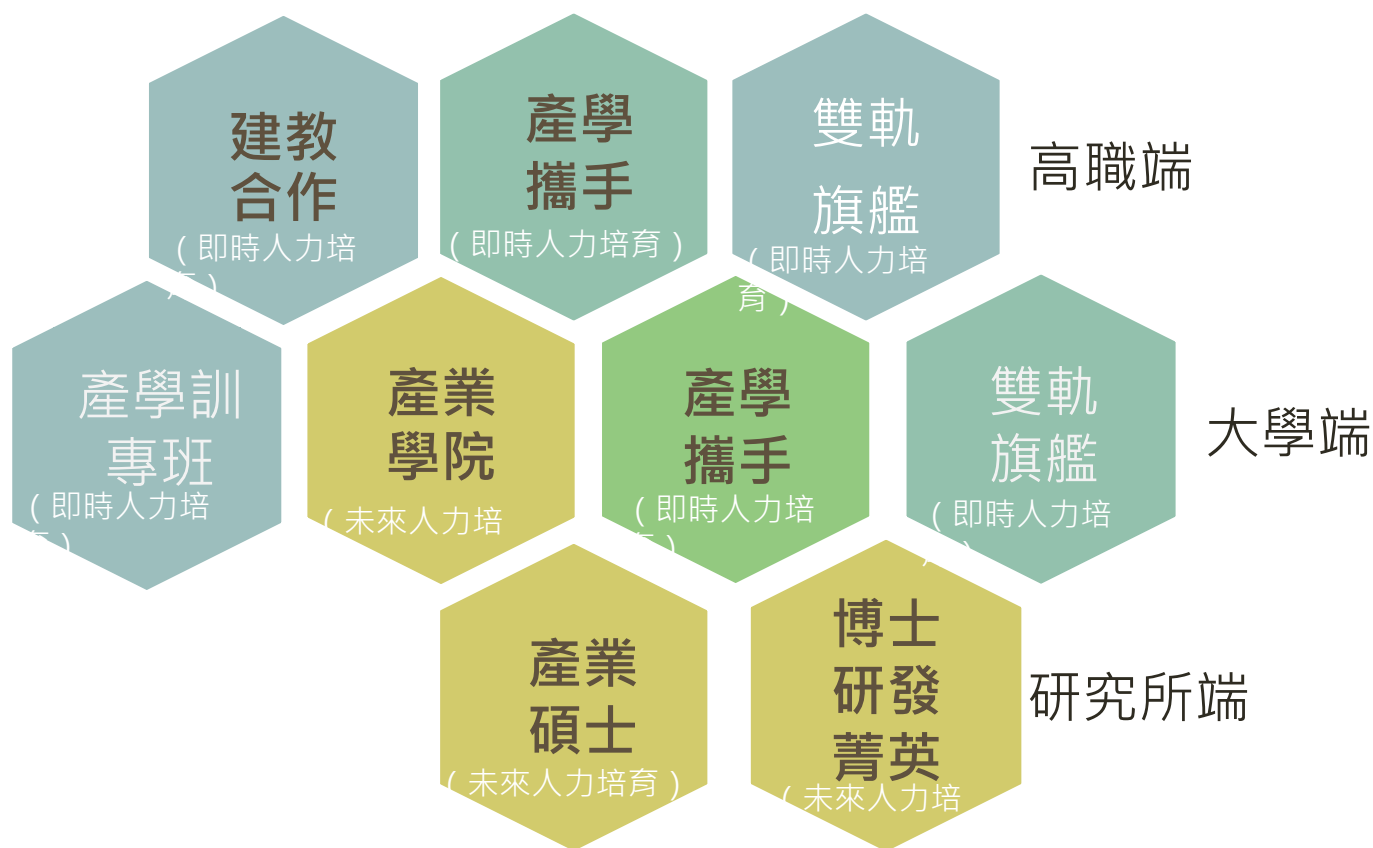 建教
合作
(即時人力培
育)
產學
攜手
(即時人力培育)
雙軌
旗艦
(即時人力培
育)
高職端
產學訓
專班
(即時人力培
育)
產業
學院
(未來人力培
產學
攜手
(即時人力培
育)
雙軌
旗艦
(即時人力培
育)
大學端
產業
碩士
(未來人力培育)
博士
研發
菁英
(未來人力培
研究所端